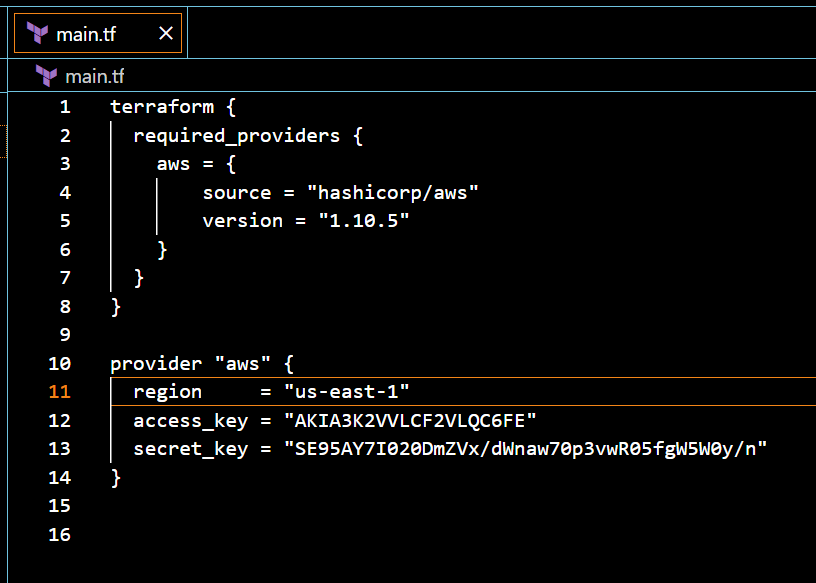 main.tf ×
main.tf
1 terraform {
2 required_providers {
3 aws = {
4 source = "hashicorp/aws"
5 version = "1.10.5"
6 }
7 }
8 }
9
10 provider "aws" {
11 region = "us-east-1"
12 access_key = "AKIA3K2VVLCF2VLQC6FE"
13 secret_key = "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"
14 }
15
16